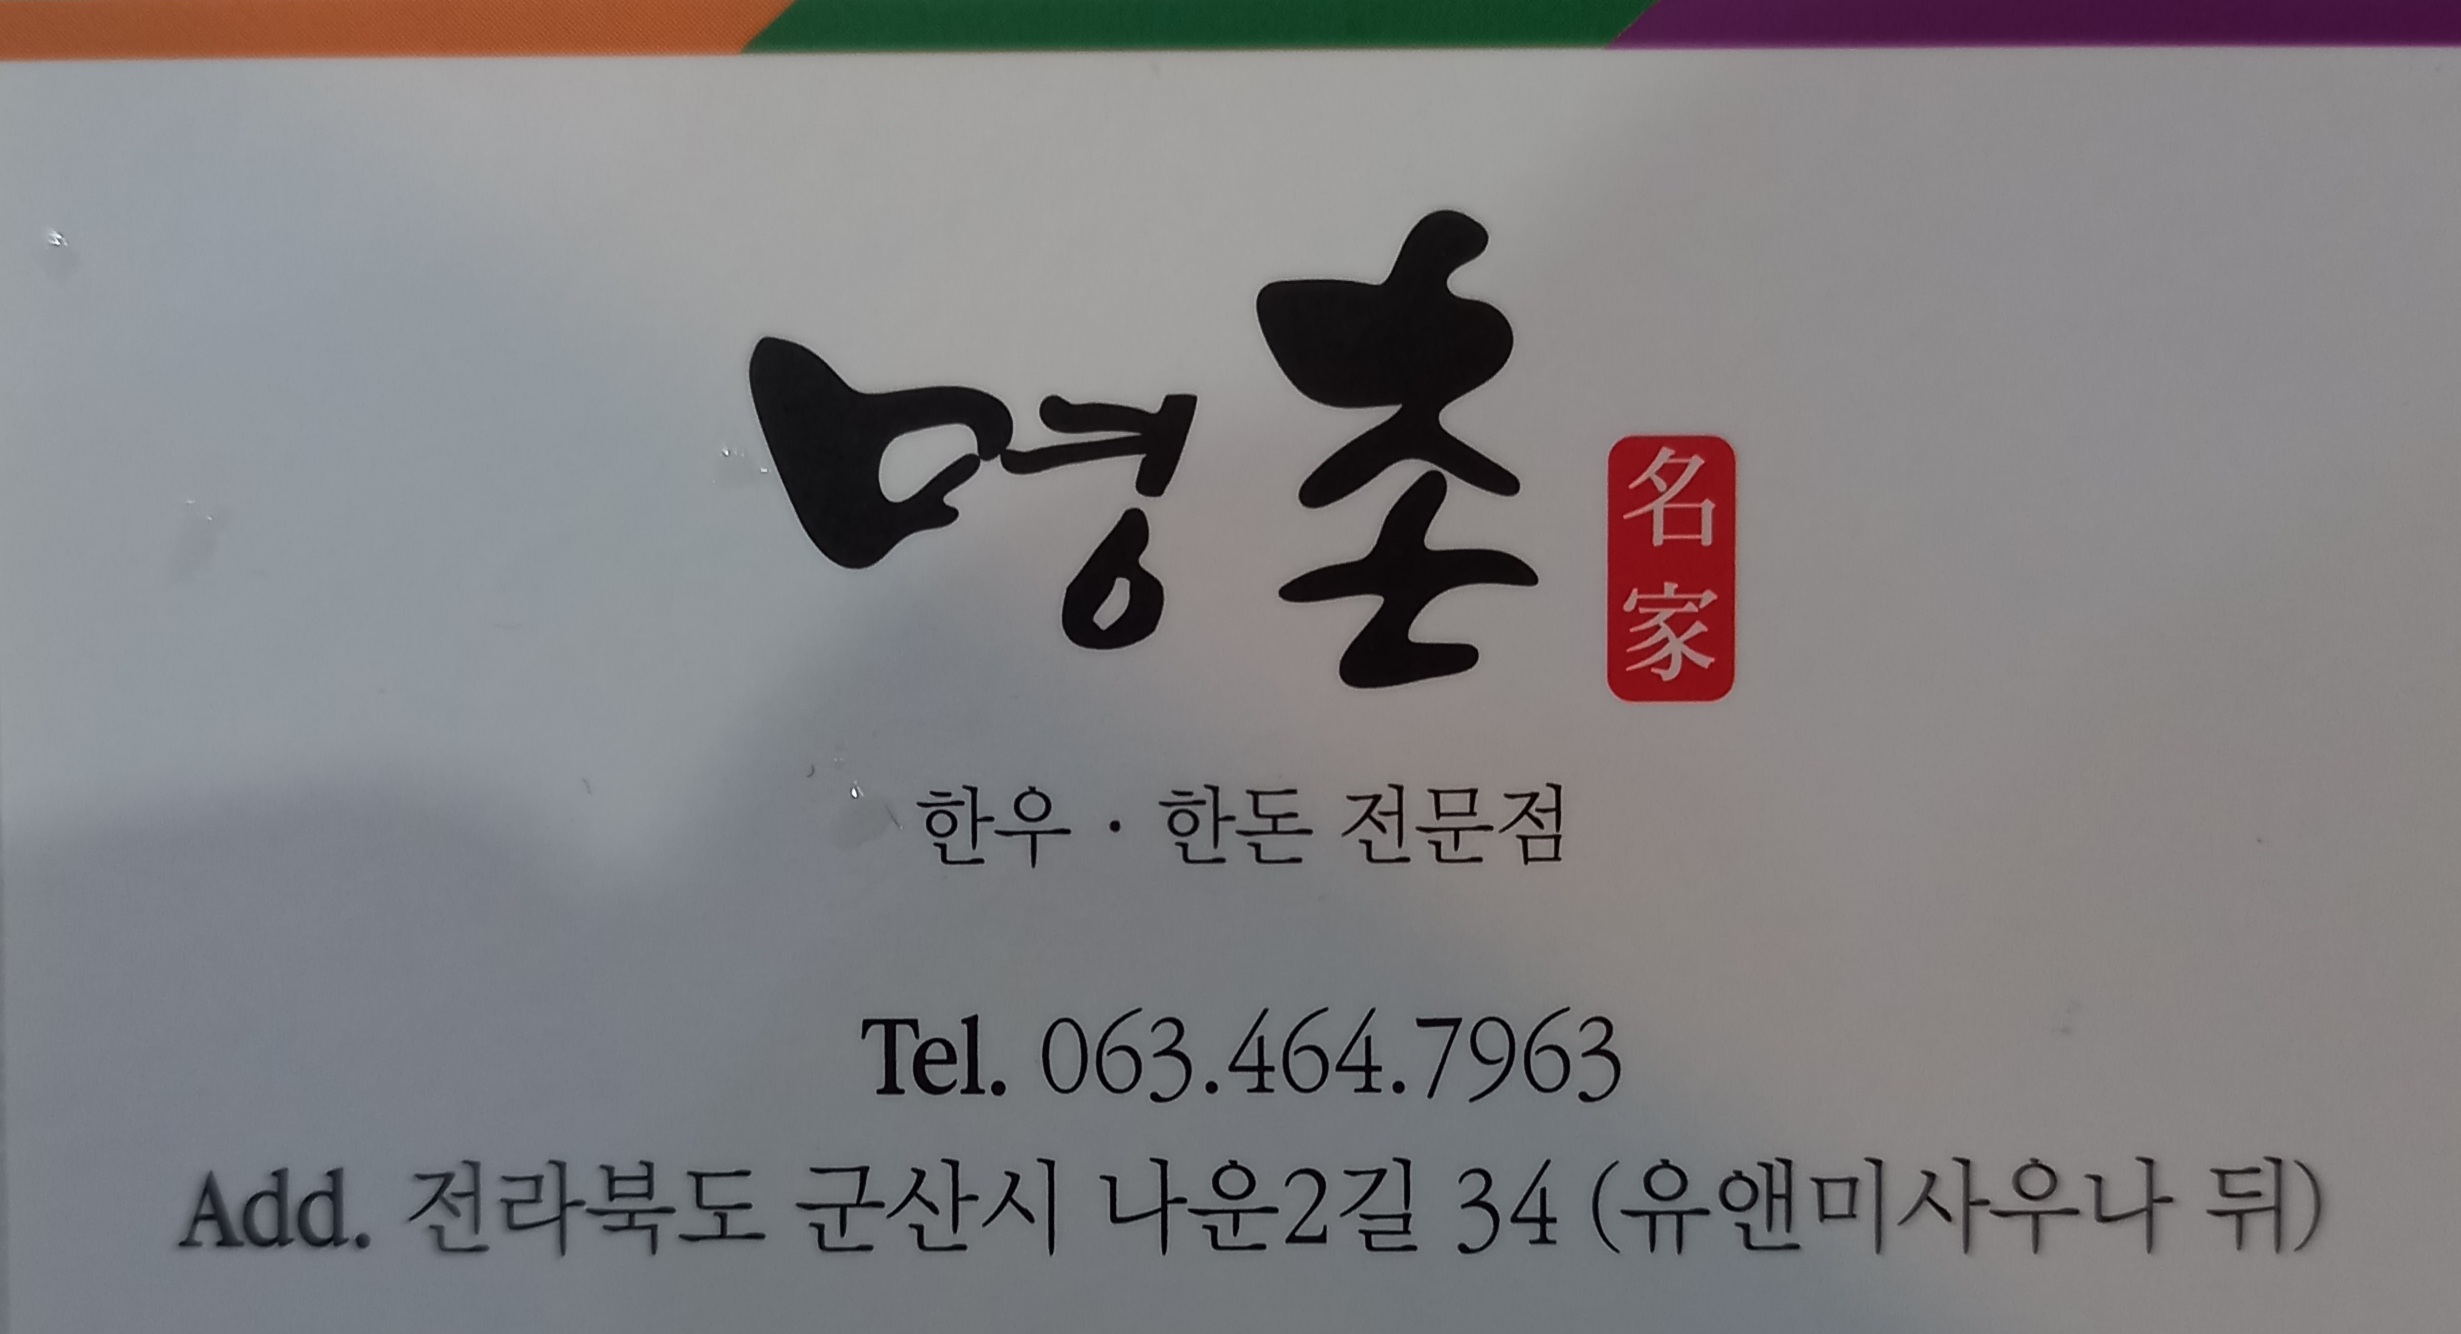 명촌
名家
한우 · 한돈 전문점
Tel. 063.464.7963
Add. 전라북도 군산시 나운2길 34 (유앤미사우나 뒤)